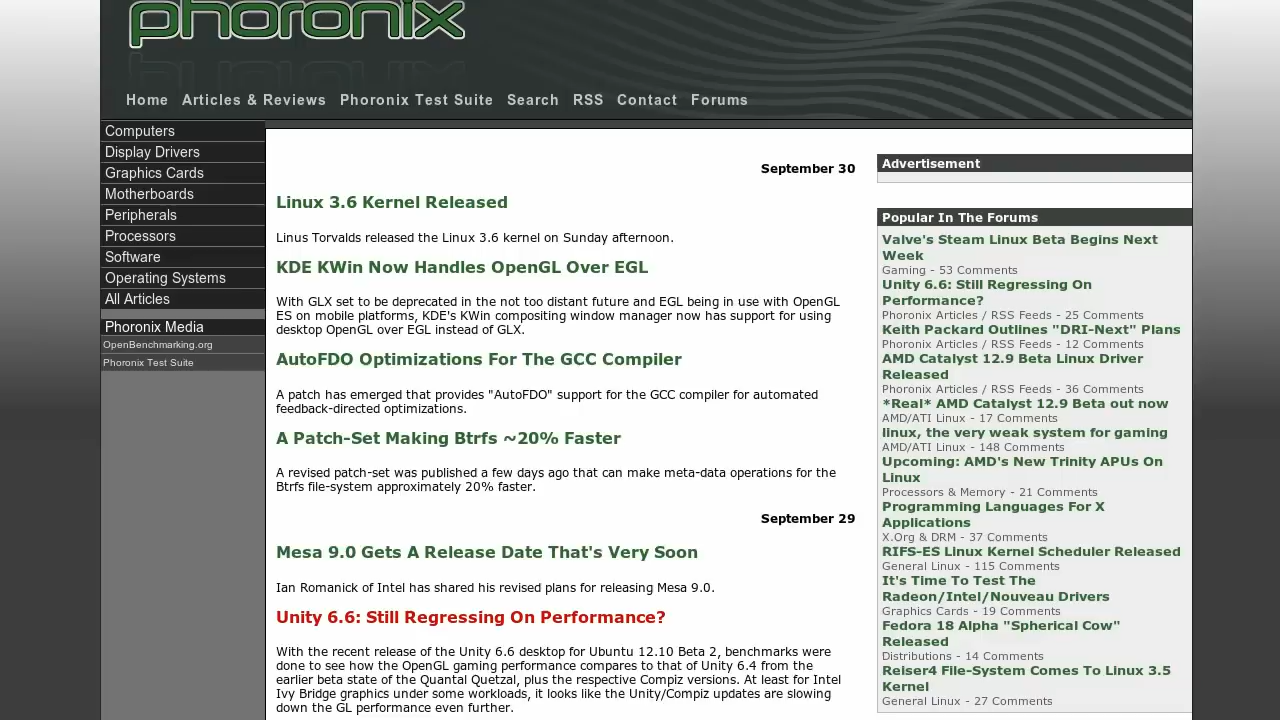 phoronix
Home Articles & Reviews Phoronix Test Suite Search RSS Contact Forums
Computers
Display Drivers
Graphics Cards
Motherboards
Peripherals
Processors
Software
Operating Systems
All Articles
Phoronix Media
OpenBenchmarking.org
Phoronix Test Suite
September 30
Linux 3.6 Kernel Released
Linus Torvalds released the Linux 3.6 kernel on Sunday afternoon.
KDE KWin Now Handles OpenGL Over EGL
With GLX set to be deprecated in the not too distant future and EGL being in use with OpenGL
ES on mobile platforms, KDE's KWin compositing window manager now has support for using
desktop OpenGL over EGL instead of GLX.
AutoFDO Optimizations For The GCC Compiler
A patch has emerged that provides "AutoFDO" support for the GCC compiler for automated
feedback-directed optimizations.
A Patch-Set Making Btrfs ~20% Faster
A revised patch-set was published a few days ago that can make meta-data operations for the
Btrfs file-system approximately 20% faster.
September 29
Mesa 9.0 Gets A Release Date That's Very Soon
Ian Romanick of Intel has shared his revised plans for releasing Mesa 9.0.
Unity 6.6: Still Regressing On Performance?
With the recent release of the Unity 6.6 desktop for Ubuntu 12.10 Beta 2, benchmarks were
done to see how the OpenGL gaming performance compares to that of Unity 6.4 from the
earlier beta state of the Quantal Quetzal, plus the respective Compiz versions. At least for Intel
Ivy Bridge graphics under some workloads, it looks like the Unity/Compiz updates are slowing
down the GL performance even further.
Advertisement
Popular In The Forums
Valve's Steam Linux Beta Begins Next
Week
Gaming - 53 Comments
Unity 6.6: Still Regressing On
Performance?
Phoronix Articles / RSS Feeds - 25 Comments
Keith Packard Outlines "DRI-Next" Plans
Phoronix Articles / RSS Feeds - 12 Comments
AMD Catalyst 12.9 Beta Linux Driver
Released
Phoronix Articles / RSS Feeds - 36 Comments
*Real* AMD Catalyst 12.9 Beta out now
AMD/ATI Linux - 17 Comments
linux, the very weak system for gaming
AMD/ATI Linux - 148 Comments
Upcoming: AMD's New Trinity APUs On
Linux
Processors & Memory - 21 Comments
Programming Languages For X
Applications
X.Org & DRM - 37 Comments
RIFS-ES Linux Kernel Scheduler Released
General Linux - 115 Comments
It's Time To Test The
Radeon/Intel/Nouveau Drivers
Graphics Cards - 19 Comments
Fedora 18 Alpha "Spherical Cow"
Released
Distributions - 14 Comments
Reiser4 File-System Comes To Linux 3.5
Kernel
General Linux - 27 Comments